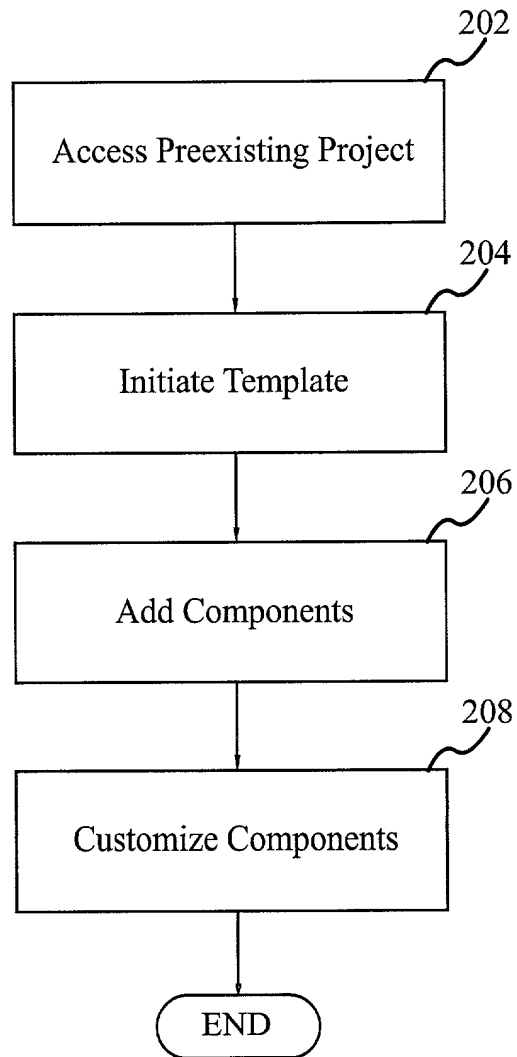 202
Access Preexisting Project
204
Initiate Template
206
Add Components
208
Customize Components
END